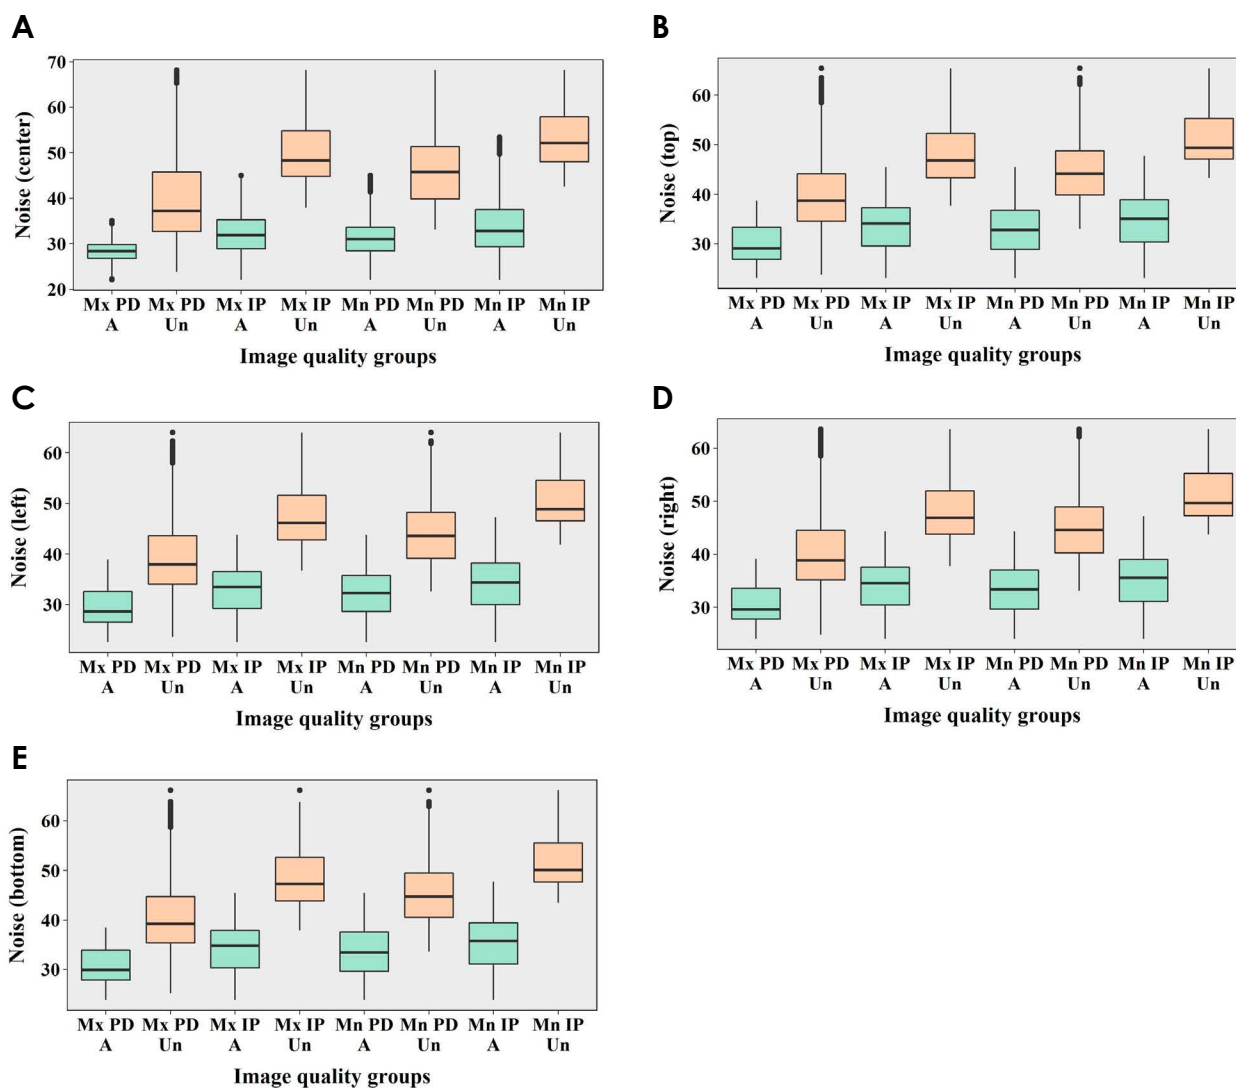 A
Noise (center)
70
60
50
40
30
20
Mx PD Mx PD Mx IP Mx IP Mn PD Mn PD Mn IP Mn IP
A Un A Un A Un A Un
Image quality groups
B
Noise (top)
60
50
40
30
Mx PD Mx PD Mx IP Mx IP Mn PD Mn PD Mn IP Mn IP
A Un A Un A Un A Un
Image quality groups
C
Noise (left)
60
50
40
30
Mx PD Mx PD Mx IP Mx IP Mn PD Mn PD Mn IP Mn IP
A Un A Un A Un A Un
Image quality groups
D
Noise (right)
60
50
40
30
Mx PD Mx PD Mx IP Mx IP Mn PD Mn PD Mn IP Mn IP
A Un A Un A Un A Un
Image quality groups
E
Noise (bottom)
60
50
40
30
Mx PD Mx PD Mx IP Mx IP Mn PD Mn PD Mn IP Mn IP
A Un A Un A Un A Un
Image quality groups